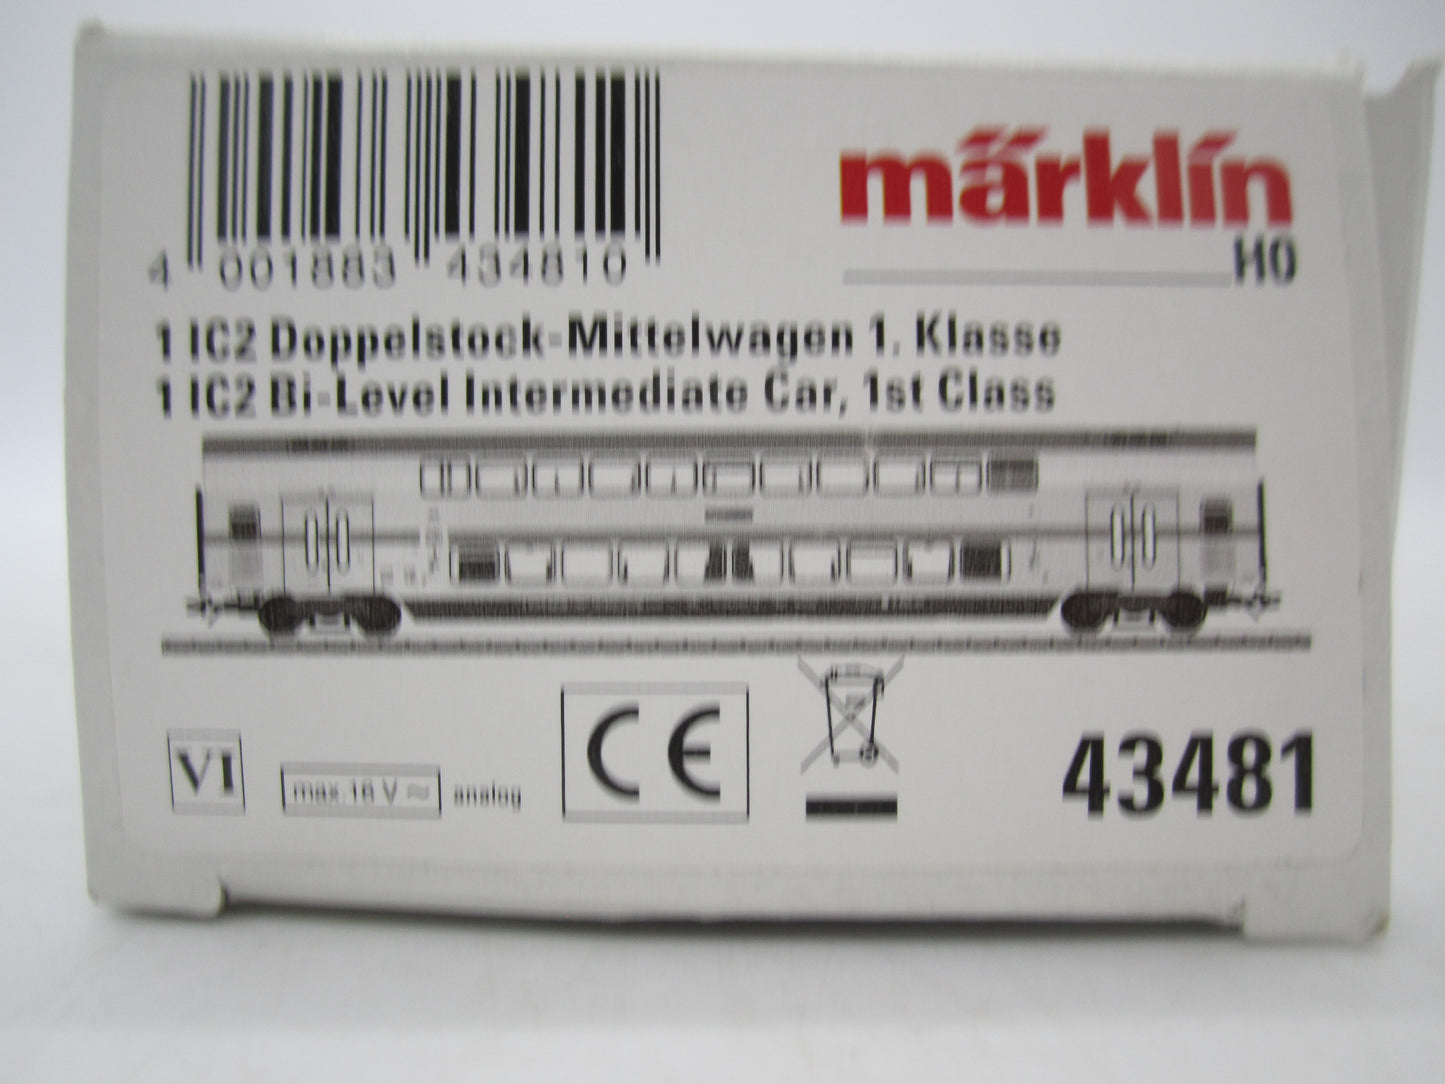 4 001883 434810
märklin
H0
1 IC2 Doppelstock-Mittelwagen 1. Klasse
1 IC2 Bi-Level Intermediate Car, 1st Class
VI
max. 16 V ≈
analog
CE
43481